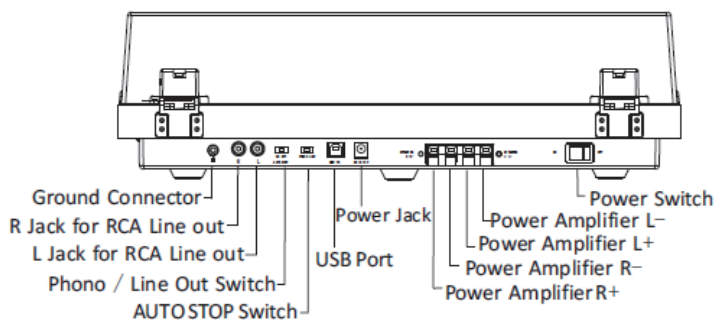 R
L
Ground Connector
R Jack for RCA Line out
L Jack for RCA Line out
Phono / Line Out Switch
AUTO STOP Switch
USB Port
Power Jack
Power Switch
Power Amplifier L−
Power Amplifier L+
Power Amplifier R−
Power Amplifier R+